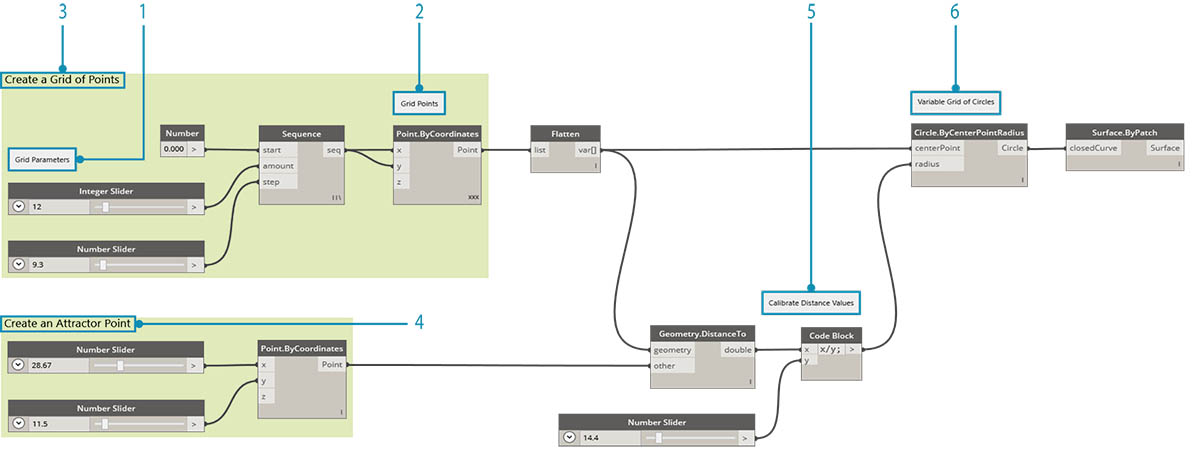 3
1
2
5
6
Create a Grid of Points
Grid Points
Variable Grid of Circles
Number
0.000 >
Sequence
start seq
amount
step
Point.ByCoordinates
x Point
y
z
xxx
Flatten
list var[]
Circle.ByCenterPointRadius
centerPoint Circle
radius
Surface.ByPatch
closedCurve Surface
Grid Parameters
Integer Slider
12 >
Number Slider
9.3 >
Calibrate Distance Values
Create an Attractor Point
4
Number Slider
28.67 >
Point.ByCoordinates
x Point
y
z
Geometry.DistanceTo
geometry double
other
Code Block
x x/y; >
y
Number Slider
11.5 >
Number Slider
14.4 >